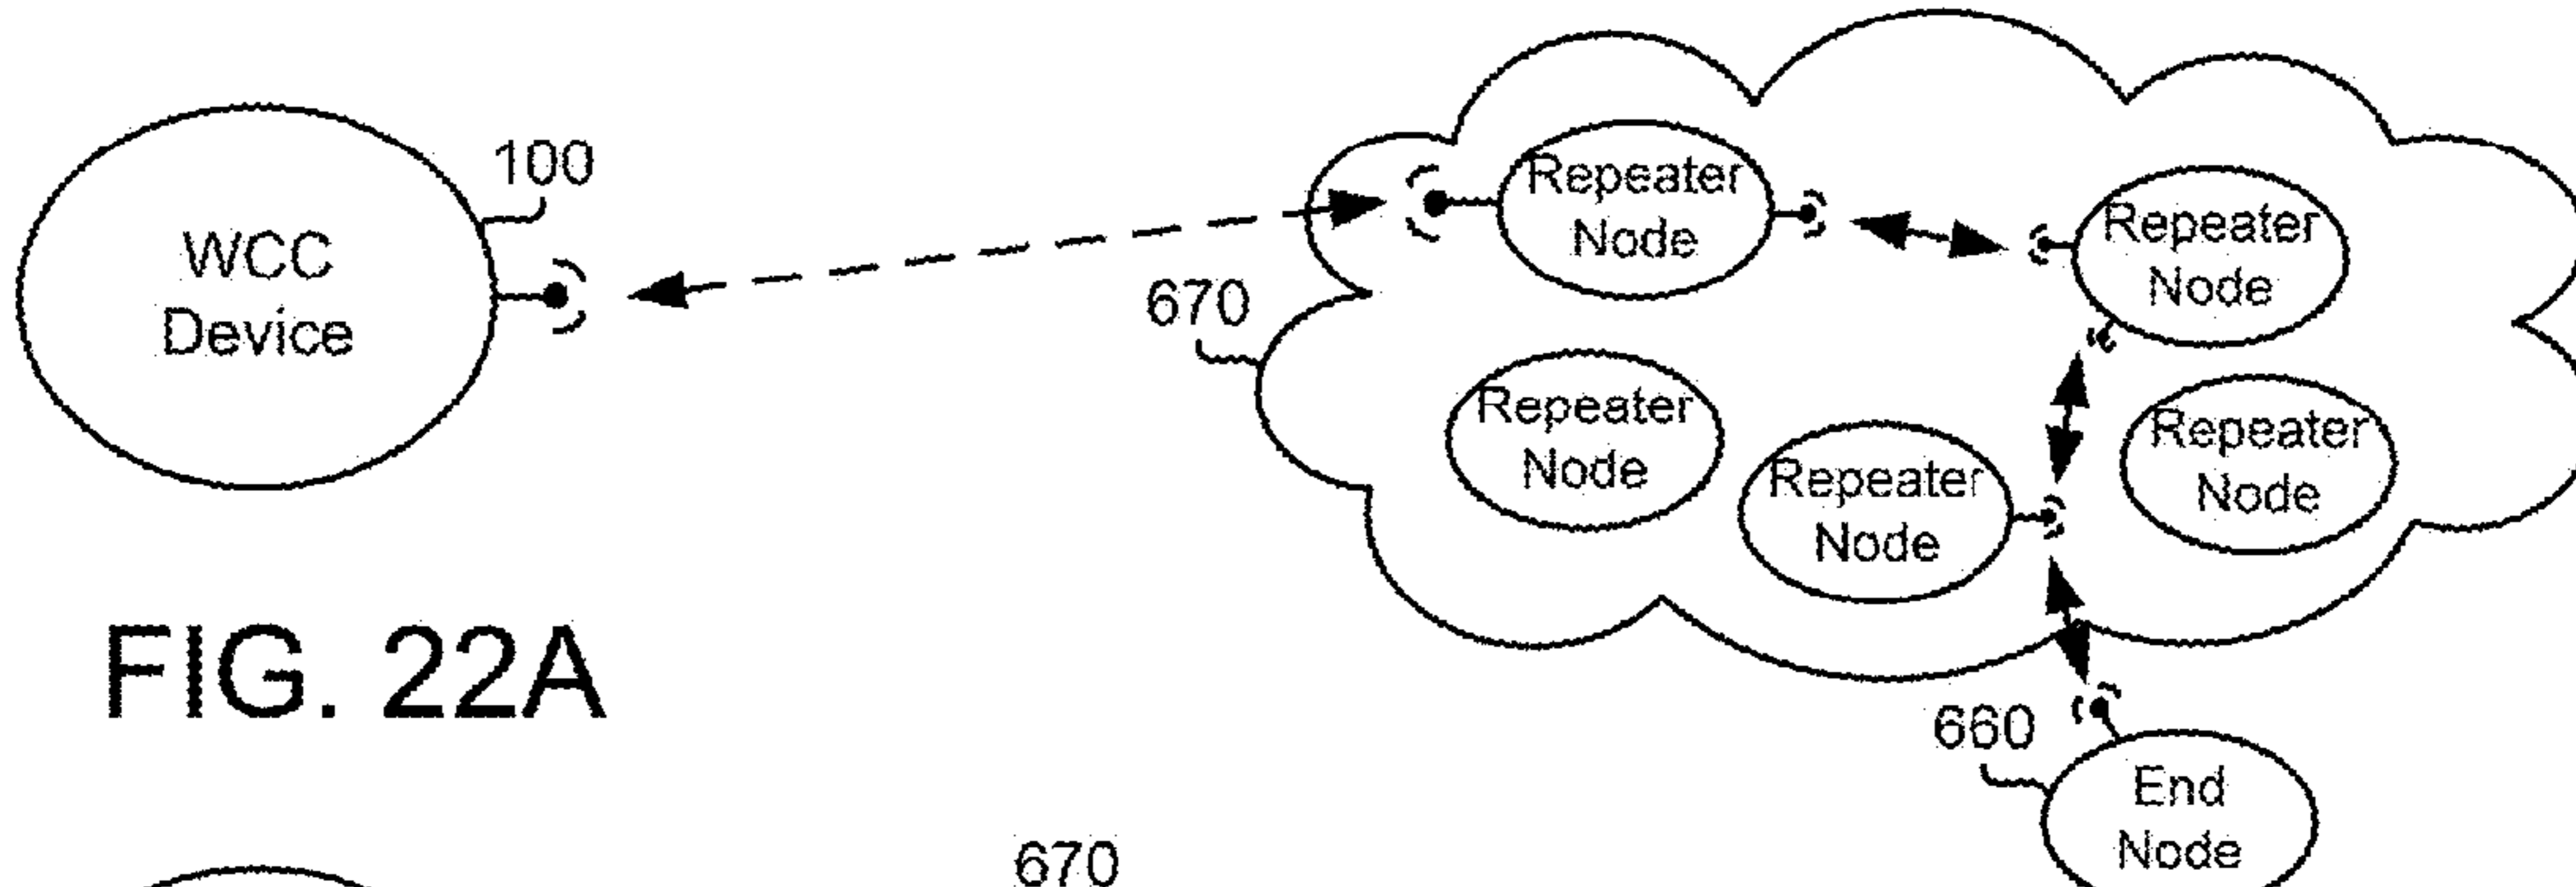 100
WCC
Device
Repeater
Node
Repeater
Node
670
Repeater
Node
Repeater
Node
Repeater
Node
FIG. 22A
660
End
Node
670